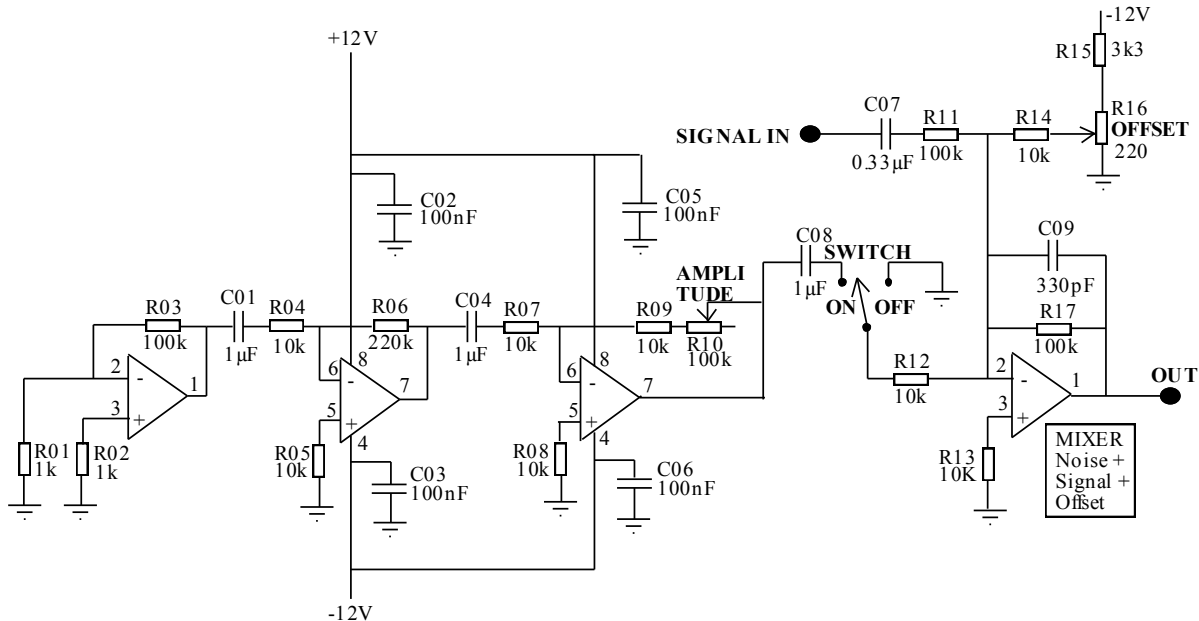 -12V
R15
3k3
+12V
C07
R11
R14
R16
SIGNAL IN
OFFSET
0.33µF
100k
10k
220
C02
100nF
C05
100nF
C09
C08
SWITCH
330pF
AMPLI
TUDE
1µF
ON
OFF
R03
C01
R04
R06
C04
R07
R09
R17
100k
1µF
10k
220k
1µF
10k
10k
R10
100k
100k
2
-
1
3
+
6
-
8
7
5
+
4
6
-
8
7
5
+
4
R12
10k
2
-
1
3
+
OUT
R01
1k
R02
1k
R05
10k
C03
100nF
R08
10k
C06
100nF
R13
10K
MIXER
Noise +
Signal +
Offset
-12V